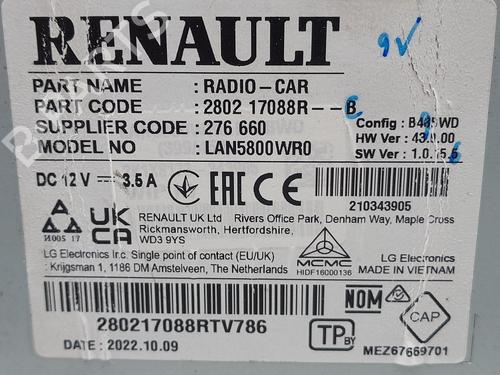 RENAULT
9V
PART NAME : RADIO-CAR
PART CODE : 2802 17088R--B
SUPPLIER CODE : 276 660
MODEL NO : LAN5800WR0
Config :
HW Ver :
SW Ver :
DC 12 V 3.5 A
EAC CE
210343905
UK CA
RENAULT UK Ltd Rivers Office Park, Denham Way, Maple Cross
Rickmansworth, Hertfordshire,
WD3 9YS
LG Electronics Inc. Single point of contact (EU/UK)
: Krijgsman 1, 1186 DM Amstelveen, The Netherlands
MCMC
HIDF16000136
LG Electronics Inc.
MADE IN VIETNAM
NOM
280217088RTV786
TP BY
CAP
DATE : 2022.10.09
MEZ67669701